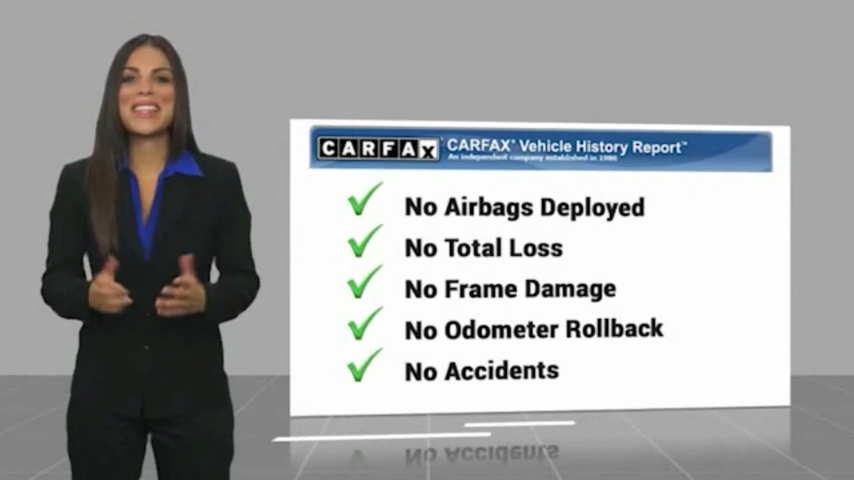 CARFAX CARFAX® Vehicle History Report™
An independent company established in 1986
No Airbags Deployed
No Total Loss
No Frame Damage
No Odometer Rollback
No Accidents
No Accidents